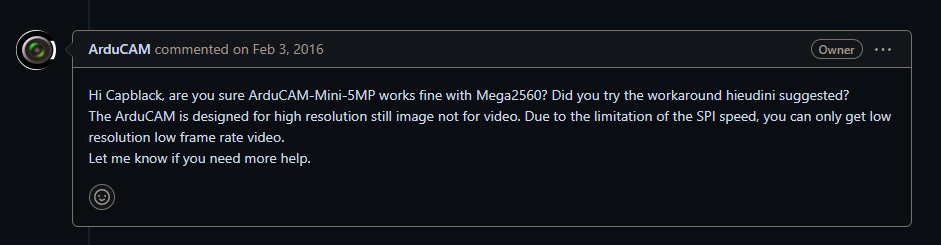 ArduCAM commented on Feb 3, 2016 Owner ...
Hi Capblack, are you sure ArduCAM-Mini-5MP works fine with Mega2560? Did you try the workaround hieudini suggested?
The ArduCAM is designed for high resolution still image not for video. Due to the limitation of the SPI speed, you can only get low
resolution low frame rate video.
Let me know if you need more help.